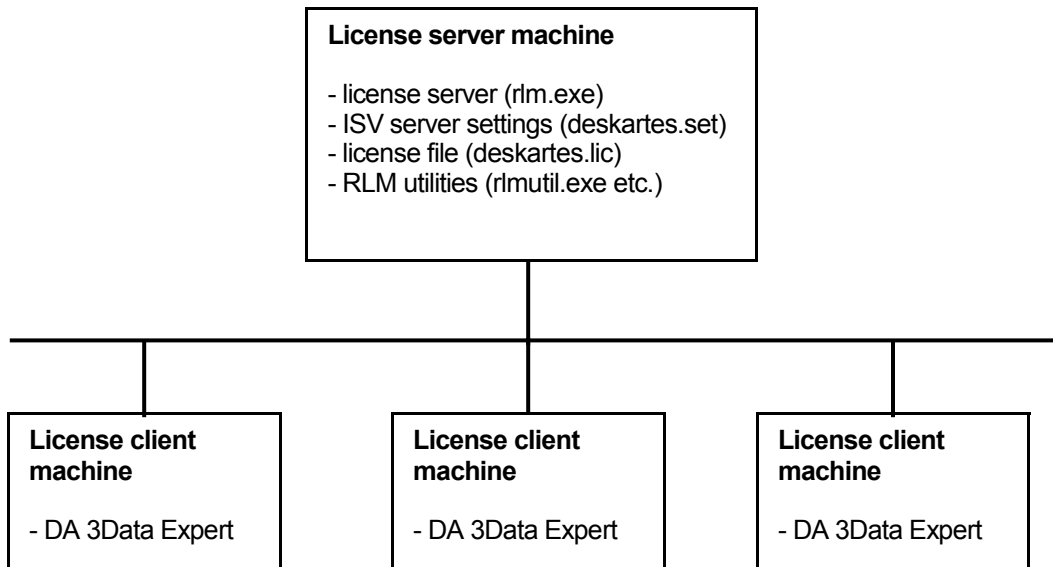 License server machine
- license server (rlm.exe)
- ISV server settings (deskartes.set)
- license file (deskartes.lic)
- RLM utilities (rlmutil.exe etc.)
License client
machine
- DA 3Data Expert
License client
machine
- DA 3Data Expert
License client
machine
- DA 3Data Expert